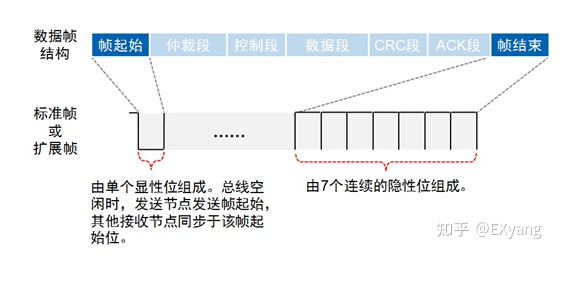 数据帧
结构
帧起始 仲裁段 控制段 数据段 CRC段 ACK段 帧结束
标准帧
或
扩展帧
......
由单个显性位组成。总线空
闲时，发送节点发送帧起始，
其他接收节点同步于该帧起
始位。
由7个连续的隐性位组成。
知乎 @EXyang